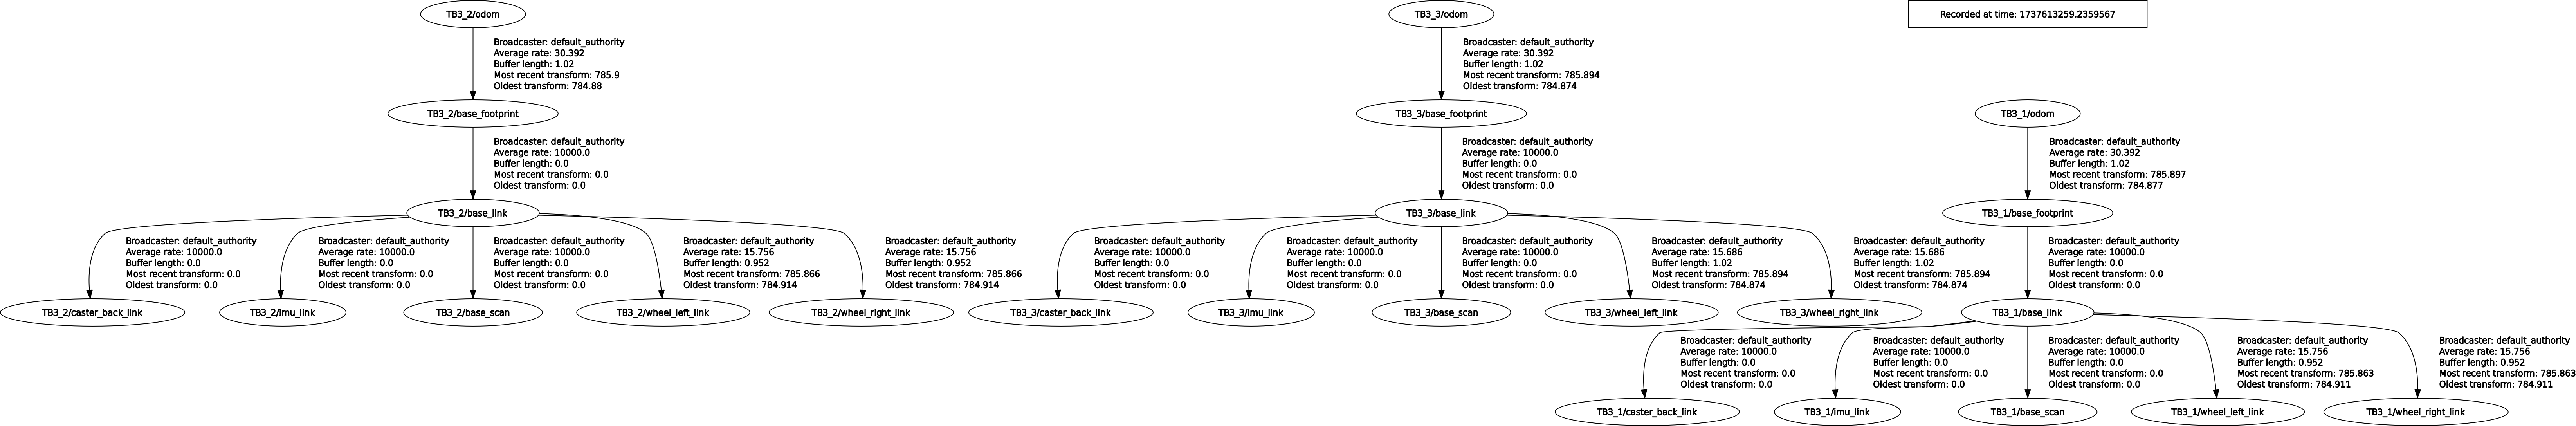 TB3_2/odom
TB3_3/odom
Recorded at time: 1737613259.2359567
Broadcaster: default_authority
Average rate: 30.392
Buffer length: 1.02
Most recent transform: 785.9
Oldest transform: 784.88
Broadcaster: default_authority
Average rate: 30.392
Buffer length: 1.02
Most recent transform: 785.894
Oldest transform: 784.874
TB3_2/base_footprint
TB3_3/base_footprint
TB3_1/odom
Broadcaster: default_authority
Average rate: 10000.0
Buffer length: 0.0
Most recent transform: 0.0
Oldest transform: 0.0
Broadcaster: default_authority
Average rate: 10000.0
Buffer length: 0.0
Most recent transform: 0.0
Oldest transform: 0.0
Broadcaster: default_authority
Average rate: 30.392
Buffer length: 1.02
Most recent transform: 785.897
Oldest transform: 784.877
TB3_2/base_link
TB3_3/base_link
TB3_1/base_footprint
Broadcaster: default_authority
Average rate: 10000.0
Buffer length: 0.0
Most recent transform: 0.0
Oldest transform: 0.0
Broadcaster: default_authority
Average rate: 10000.0
Buffer length: 0.0
Most recent transform: 0.0
Oldest transform: 0.0
Broadcaster: default_authority
Average rate: 10000.0
Buffer length: 0.0
Most recent transform: 0.0
Oldest transform: 0.0
Broadcaster: default_authority
Average rate: 15.756
Buffer length: 0.952
Most recent transform: 785.866
Oldest transform: 784.914
Broadcaster: default_authority
Average rate: 15.756
Buffer length: 0.952
Most recent transform: 785.866
Oldest transform: 784.914
Broadcaster: default_authority
Average rate: 10000.0
Buffer length: 0.0
Most recent transform: 0.0
Oldest transform: 0.0
Broadcaster: default_authority
Average rate: 10000.0
Buffer length: 0.0
Most recent transform: 0.0
Oldest transform: 0.0
Broadcaster: default_authority
Average rate: 10000.0
Buffer length: 0.0
Most recent transform: 0.0
Oldest transform: 0.0
Broadcaster: default_authority
Average rate: 15.686
Buffer length: 1.02
Most recent transform: 785.894
Oldest transform: 784.874
Broadcaster: default_authority
Average rate: 15.686
Buffer length: 1.02
Most recent transform: 785.894
Oldest transform: 784.874
Broadcaster: default_authority
Average rate: 10000.0
Buffer length: 0.0
Most recent transform: 0.0
Oldest transform: 0.0
TB3_2/caster_back_link
TB3_2/imu_link
TB3_2/base_scan
TB3_2/wheel_left_link
TB3_2/wheel_right_link
TB3_3/caster_back_link
TB3_3/imu_link
TB3_3/base_scan
TB3_3/wheel_left_link
TB3_3/wheel_right_link
TB3_1/base_link
Broadcaster: default_authority
Average rate: 10000.0
Buffer length: 0.0
Most recent transform: 0.0
Oldest transform: 0.0
Broadcaster: default_authority
Average rate: 10000.0
Buffer length: 0.0
Most recent transform: 0.0
Oldest transform: 0.0
Broadcaster: default_authority
Average rate: 10000.0
Buffer length: 0.0
Most recent transform: 0.0
Oldest transform: 0.0
Broadcaster: default_authority
Average rate: 15.756
Buffer length: 0.952
Most recent transform: 785.863
Oldest transform: 784.911
Broadcaster: default_authority
Average rate: 15.756
Buffer length: 0.952
Most recent transform: 785.863
Oldest transform: 784.911
TB3_1/caster_back_link
TB3_1/imu_link
TB3_1/base_scan
TB3_1/wheel_left_link
TB3_1/wheel_right_link